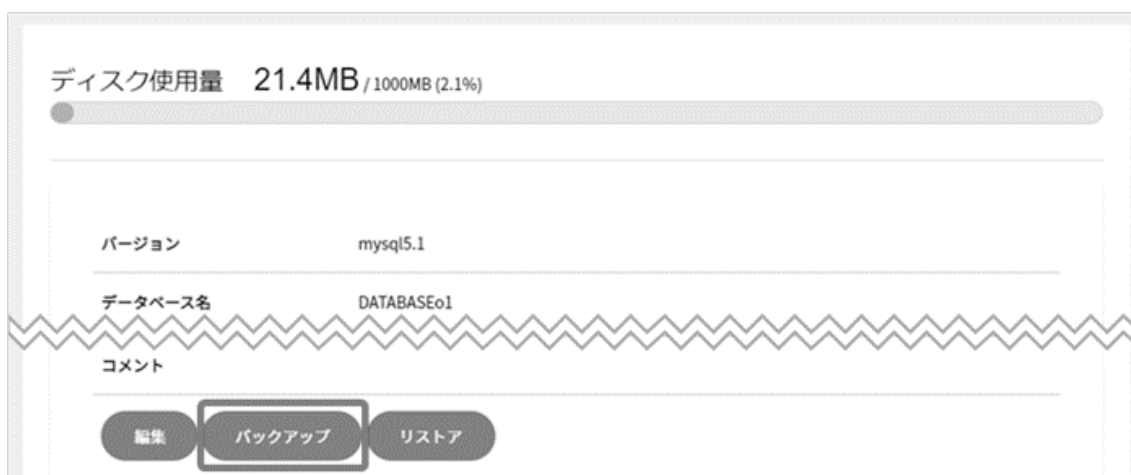 ディスク使用量 21.4MB / 1000MB (2.1%)
バージョン mysql5.1
データベース名 DATABASEo1
コメント
編集 バックアップ リストア